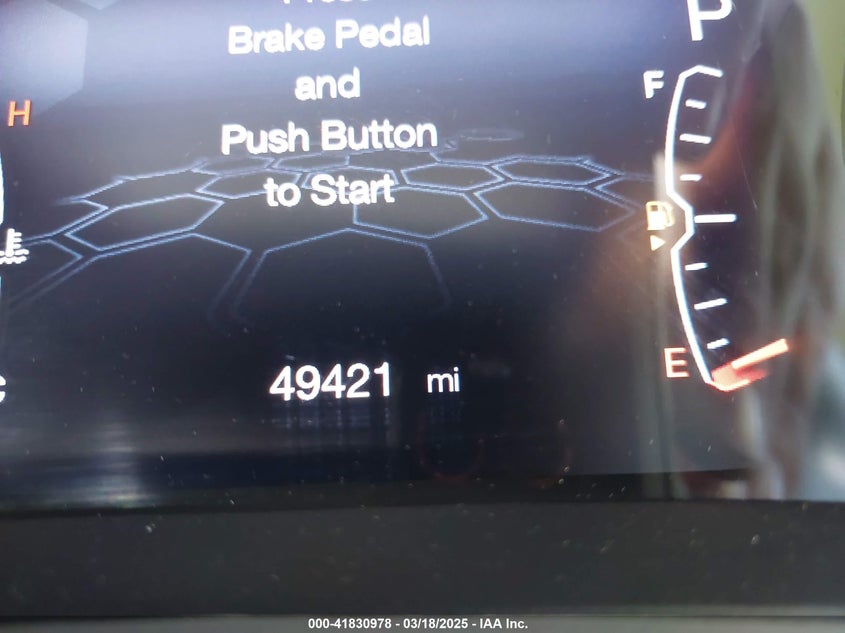 P
Brake Pedal
and
Push Button
to Start
H
F
E
49421 mi
000-41830978 - 03/18/2025 - IAA Inc.